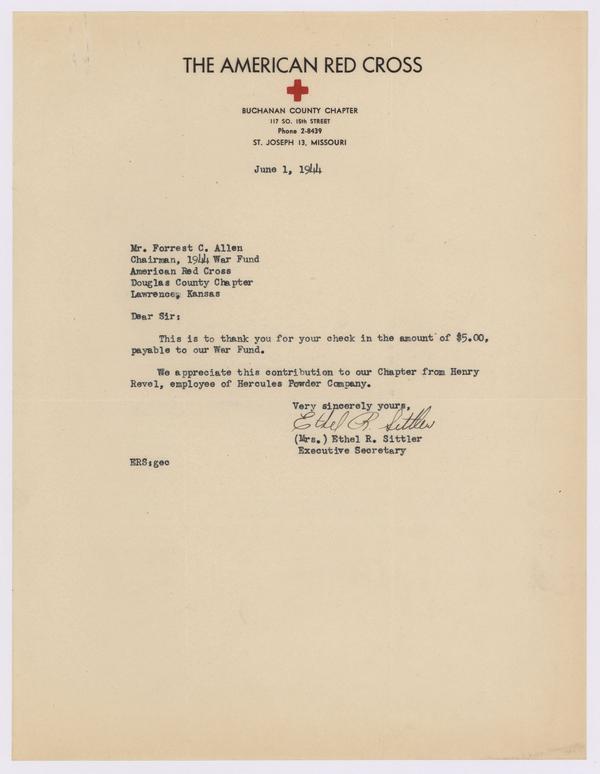 THE AMERICAN RED CROSS
BUCHANAN COUNTY CHAPTER
117 SO. 15th STREET
Phone 2-8439
ST. JOSEPH 13, MISSOURI
June 1, 1944
Mr. Forrest C. Allen
Chairman, 1944 War Fund
American Red Cross
Douglas County Chapter
Lawrence, Kansas
Dear Sir:
This is to thank you for your check in the amount of $5.00,
payable to our War Fund.
We appreciate this contribution to our Chapter from Henry
Revel, employee of Hercules Powder Company.
Very sincerely yours,
Ethel R. Sittler
(Mrs.) Ethel R. Sittler
Executive Secretary
ERS:gec